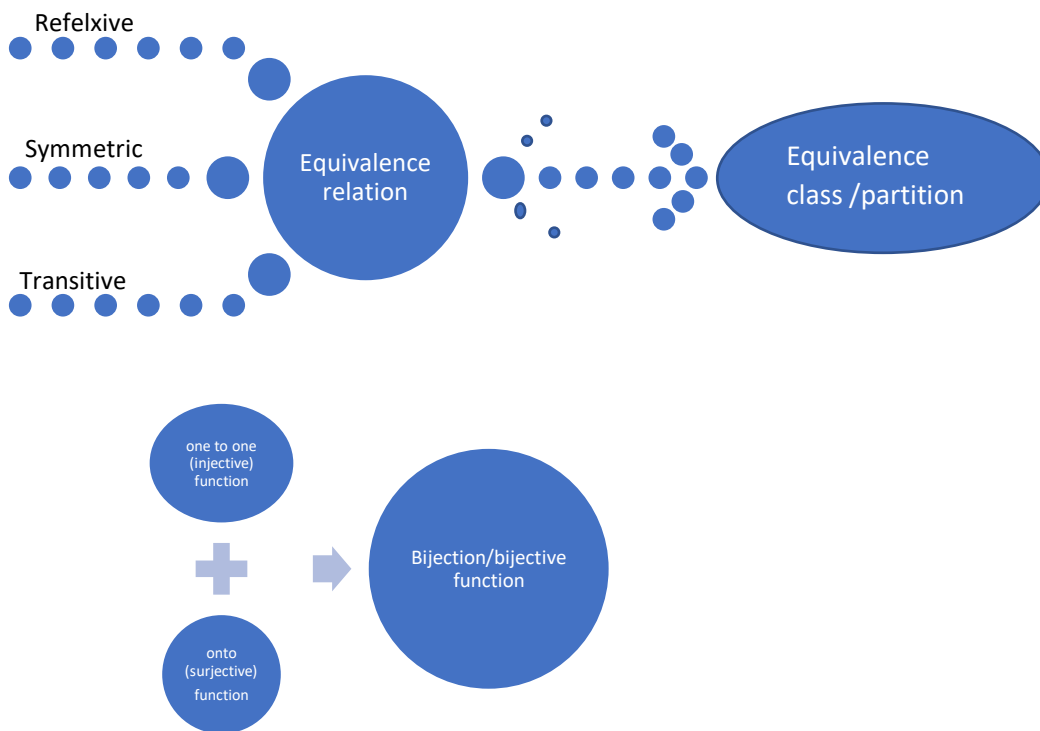 Refelxive
Symmetric
Transitive
Equivalence
relation
Equivalence
class /partition
one to one
(injective)
function
onto
(surjective)
function
Bijection/bijective
function